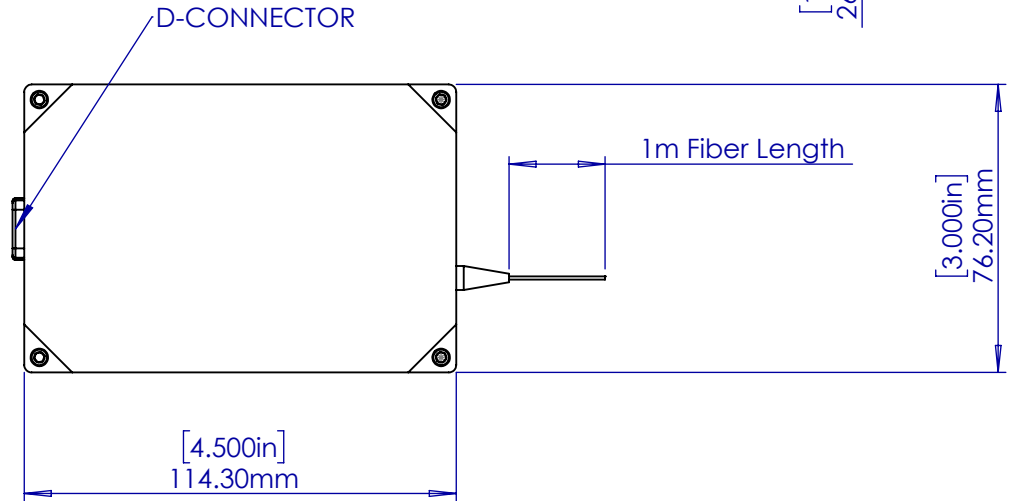 D-CONNECTOR
1m Fiber Length
[3.000in]
76.20mm
[4.500in]
114.30mm